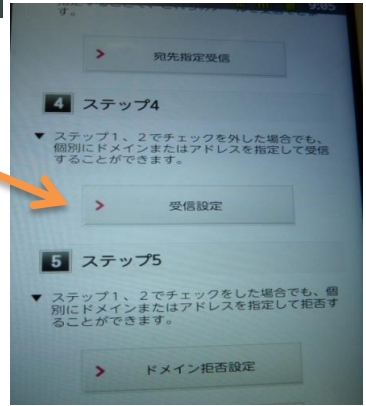 す。
9:05
宛先指定受信
4 ステップ4
▼ ステップ1、2でチェックを外した場合でも、
個別にドメインまたはアドレスを指定して受信
することができます。
受信設定
5 ステップ5
▼ ステップ1、2でチェックをした場合でも、個
別にドメインまたはアドレスを指定して拒否す
ることができます。
ドメイン拒否設定